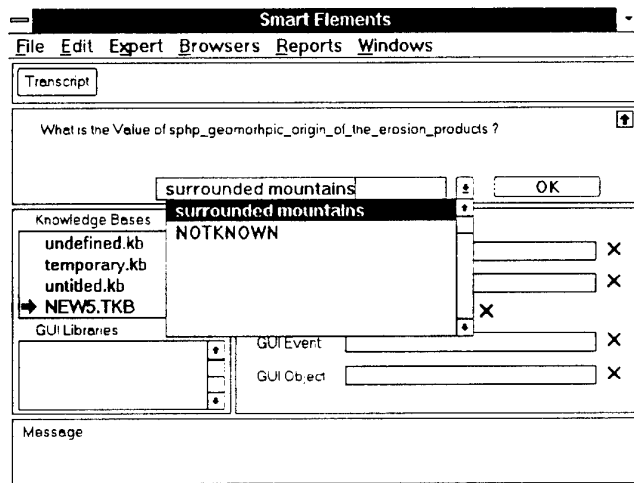 Smart Elements
File Edit Expert Browsers Reports Windows
Transcript
What is the Value of sphp_geomorhpic_origin_of_the_erosion_products ?
surrounded mountains
OK
surrounded mountains
NOTKNOWN
Knowledge Bases
undefined.kb
temporary.kb
untitled.kb
NEW5.TKB
GUI Libraries
GUI Event
GUI Object
Message